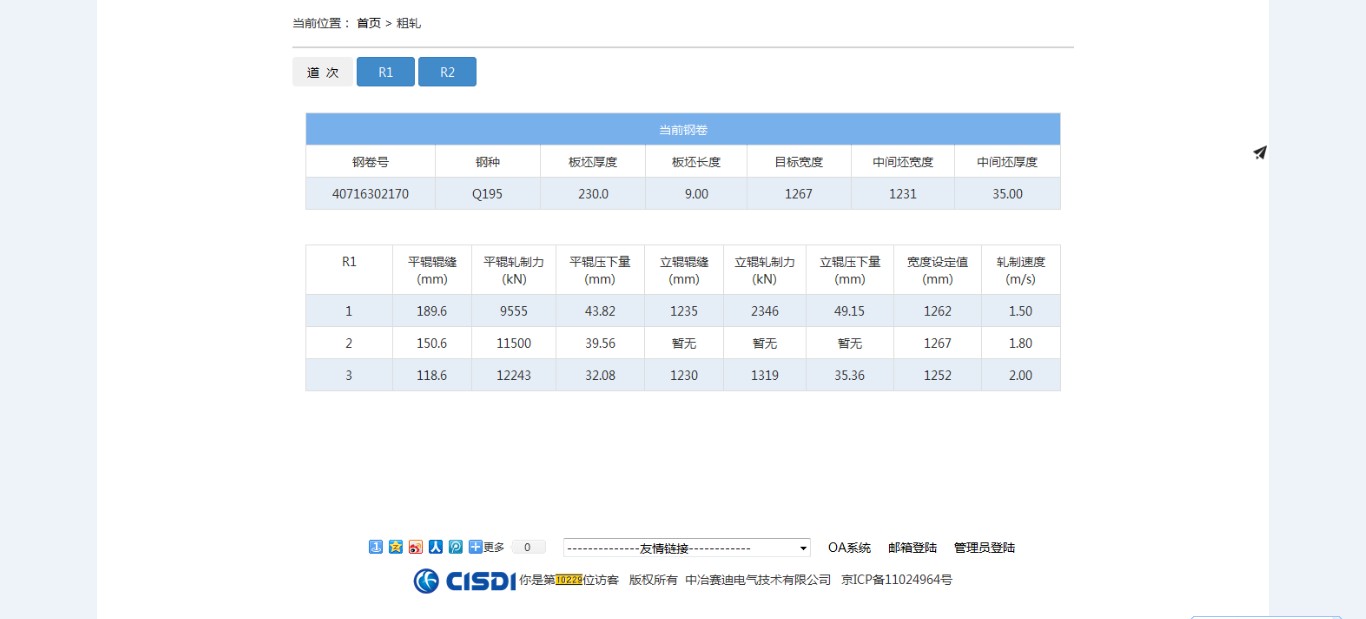 当前位置： 首页 > 粗轧
道 次 R1 R2
当前钢卷
钢卷号 钢种 板坯厚度 板坯长度 目标宽度 中间坯宽度 中间坯厚度
40716302170 Q195 230.0 9.00 1267 1231 35.00
R1 平辊辊缝 平辊轧制力 平辊压下量 立辊辊缝 立辊轧制力 立辊压下量 宽度设定值 轧制速度
(mm) (kN) (mm) (mm) (kN) (mm) (mm) (m/s)
1 189.6 9555 43.82 1235 2346 49.15 1262 1.50
2 150.6 11500 39.56 暂无 暂无 暂无 1267 1.80
3 118.6 12243 32.08 1230 1319 35.36 1252 2.00
更多 0 --------------友情链接------------ OA系统 邮箱登陆 管理员登陆
CISDI 你是第10229位访客 版权所有 中冶赛迪电气技术有限公司 京ICP备11024964号